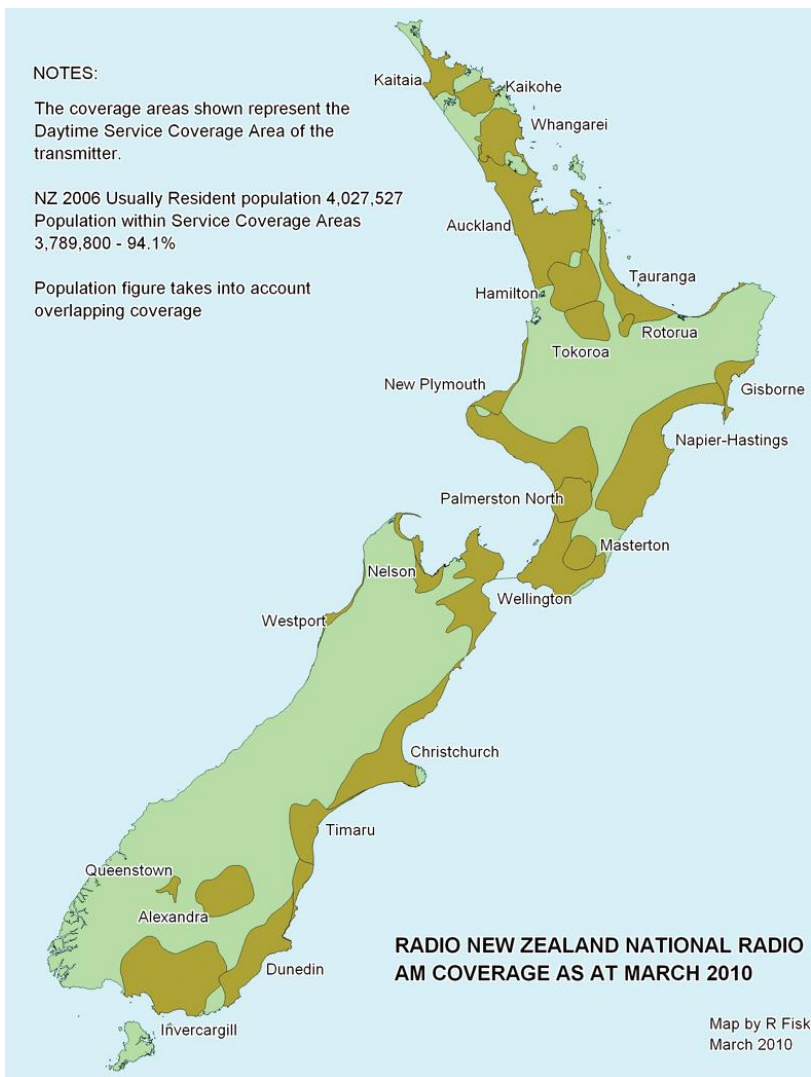 NOTES:
The coverage areas shown represent the
Daytime Service Coverage Area of the
transmitter.
NZ 2006 Usually Resident population 4,027,527
Population within Service Coverage Areas
3,789,800 - 94.1%
Population figure takes into account
overlapping coverage
Kaitaia
Kaikohe
Whangarei
Auckland
Tauranga
Hamilton
Rotorua
Tokoroa
New Plymouth
Gisborne
Napier-Hastings
Palmerston North
Masterton
Nelson
Wellington
Westport
Christchurch
Timaru
Queenstown
Alexandra
Dunedin
Invercargill
RADIO NEW ZEALAND NATIONAL RADIO
AM COVERAGE AS AT MARCH 2010
Map by R Fisk
March 2010